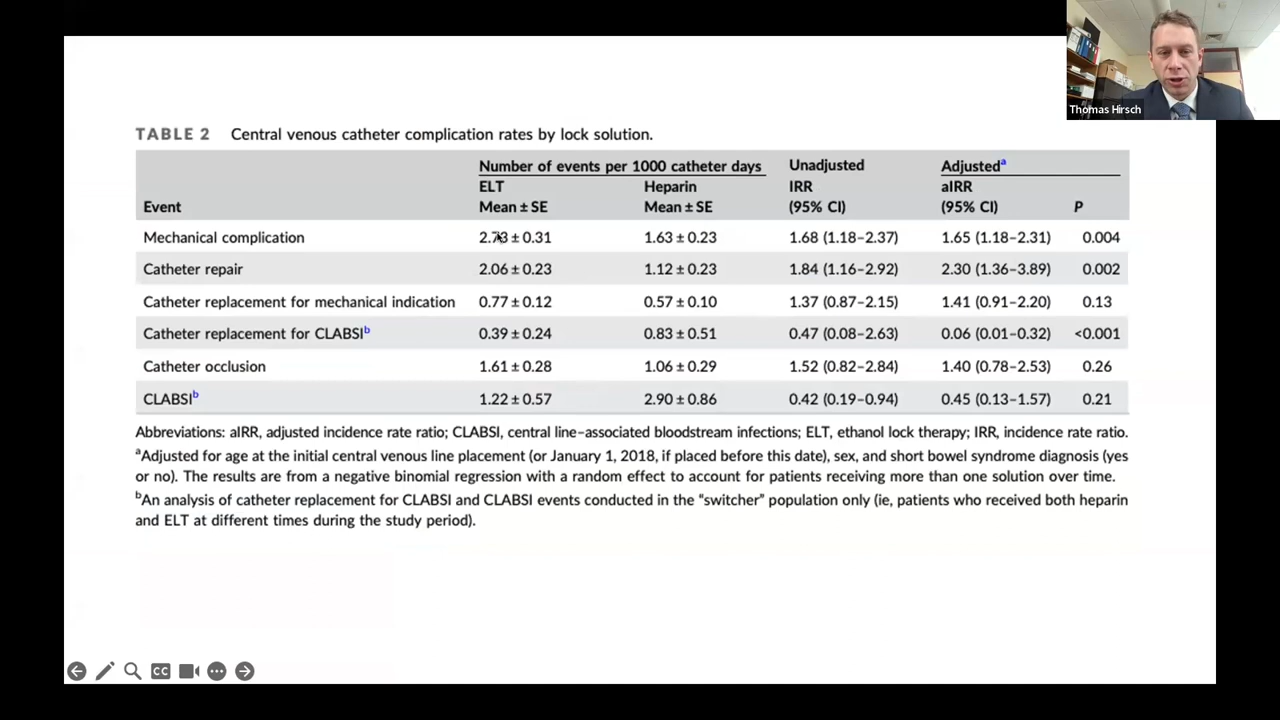 Thomas Hirsch
TABLE 2 Central venous catheter complication rates by lock solution.
Number of events per 1000 catheter days Unadjusted Adjustedᵃ
ELT Heparin IRR aIRR
Event Mean ± SE Mean ± SE (95% CI) (95% CI) P
Mechanical complication 2.73 ± 0.31 1.63 ± 0.23 1.68 (1.18–2.37) 1.65 (1.18–2.31) 0.004
Catheter repair 2.06 ± 0.23 1.12 ± 0.23 1.84 (1.16–2.92) 2.30 (1.36–3.89) 0.002
Catheter replacement for mechanical indication 0.77 ± 0.12 0.57 ± 0.10 1.37 (0.87–2.15) 1.41 (0.91–2.20) 0.13
Catheter replacement for CLABSIᵇ 0.39 ± 0.24 0.83 ± 0.51 0.47 (0.08–2.63) 0.06 (0.01–0.32) <0.001
Catheter occlusion 1.61 ± 0.28 1.06 ± 0.29 1.52 (0.82–2.84) 1.40 (0.78–2.53) 0.26
CLABSIᵇ 1.22 ± 0.57 2.90 ± 0.86 0.42 (0.19–0.94) 0.45 (0.13–1.57) 0.21
Abbreviations: aIRR, adjusted incidence rate ratio; CLABSI, central line–associated bloodstream infections; ELT, ethanol lock therapy; IRR, incidence rate ratio.
ᵃAdjusted for age at the initial central venous line placement (or January 1, 2018, if placed before this date), sex, and short bowel syndrome diagnosis (yes
or no). The results are from a negative binomial regression with a random effect to account for patients receiving more than one solution over time.
ᵇAn analysis of catheter replacement for CLABSI and CLABSI events conducted in the “switcher” population only (ie, patients who received both heparin
and ELT at different times during the study period).
CC